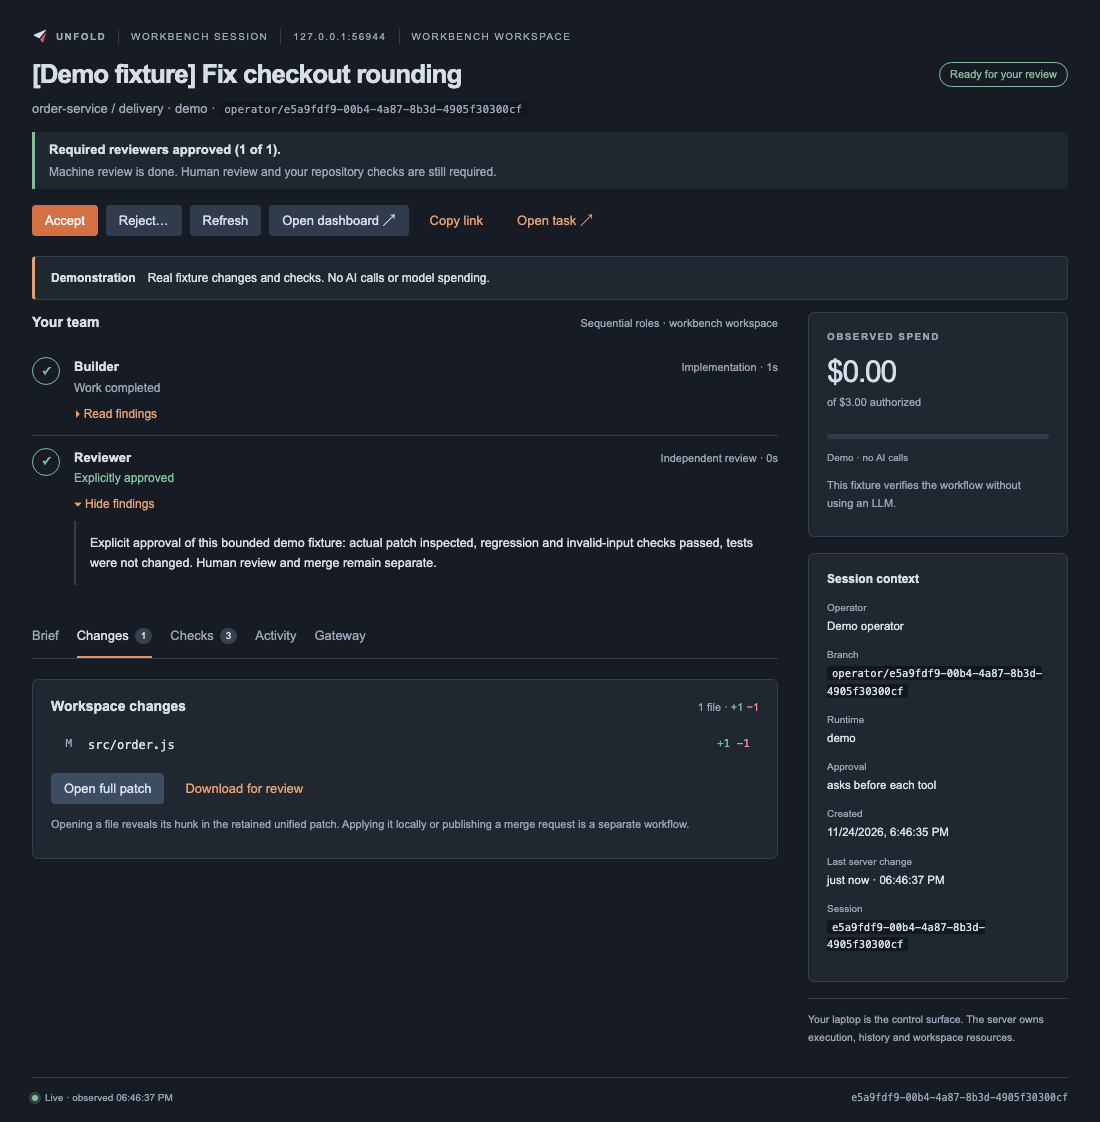 UNFOLD WORKBENCH SESSION 127.0.0.1:56944 WORKBENCH WORKSPACE
[Demo fixture] Fix checkout rounding
Ready for your review
order-service / delivery · demo · operator/e5a9fdf9-00b4-4a87-8b3d-4905f30300cf
Required reviewers approved (1 of 1).
Machine review is done. Human review and your repository checks are still required.
Accept Reject... Refresh Open dashboard ↗ Copy link Open task ↗
Demonstration Real fixture changes and checks. No AI calls or model spending.
Your team
Sequential roles · workbench workspace
Builder
Implementation · 1s
Work completed
Read findings
Reviewer
Independent review · 0s
Explicitly approved
Hide findings
Explicit approval of this bounded demo fixture: actual patch inspected, regression and invalid-input checks passed, tests
were not changed. Human review and merge remain separate.
Brief Changes 1 Checks 3 Activity Gateway
Workspace changes
1 file · +1 −1
M src/order.js +1 −1
Open full patch Download for review
Opening a file reveals its hunk in the retained unified patch. Applying it locally or publishing a merge request is a separate workflow.
OBSERVED SPEND
$0.00
of $3.00 authorized
Demo · no AI calls
This fixture verifies the workflow without
using an LLM.
Session context
Operator
Demo operator
Branch
operator/e5a9fdf9-00b4-4a87-8b3d-
4905f30300cf
Runtime
demo
Approval
asks before each tool
Created
11/24/2026, 6:46:35 PM
Last server change
just now · 06:46:37 PM
Session
e5a9fdf9-00b4-4a87-8b3d-
4905f30300cf
Your laptop is the control surface. The server owns
execution, history and workspace resources.
Live · observed 06:46:37 PM
e5a9fdf9-00b4-4a87-8b3d-4905f30300cf